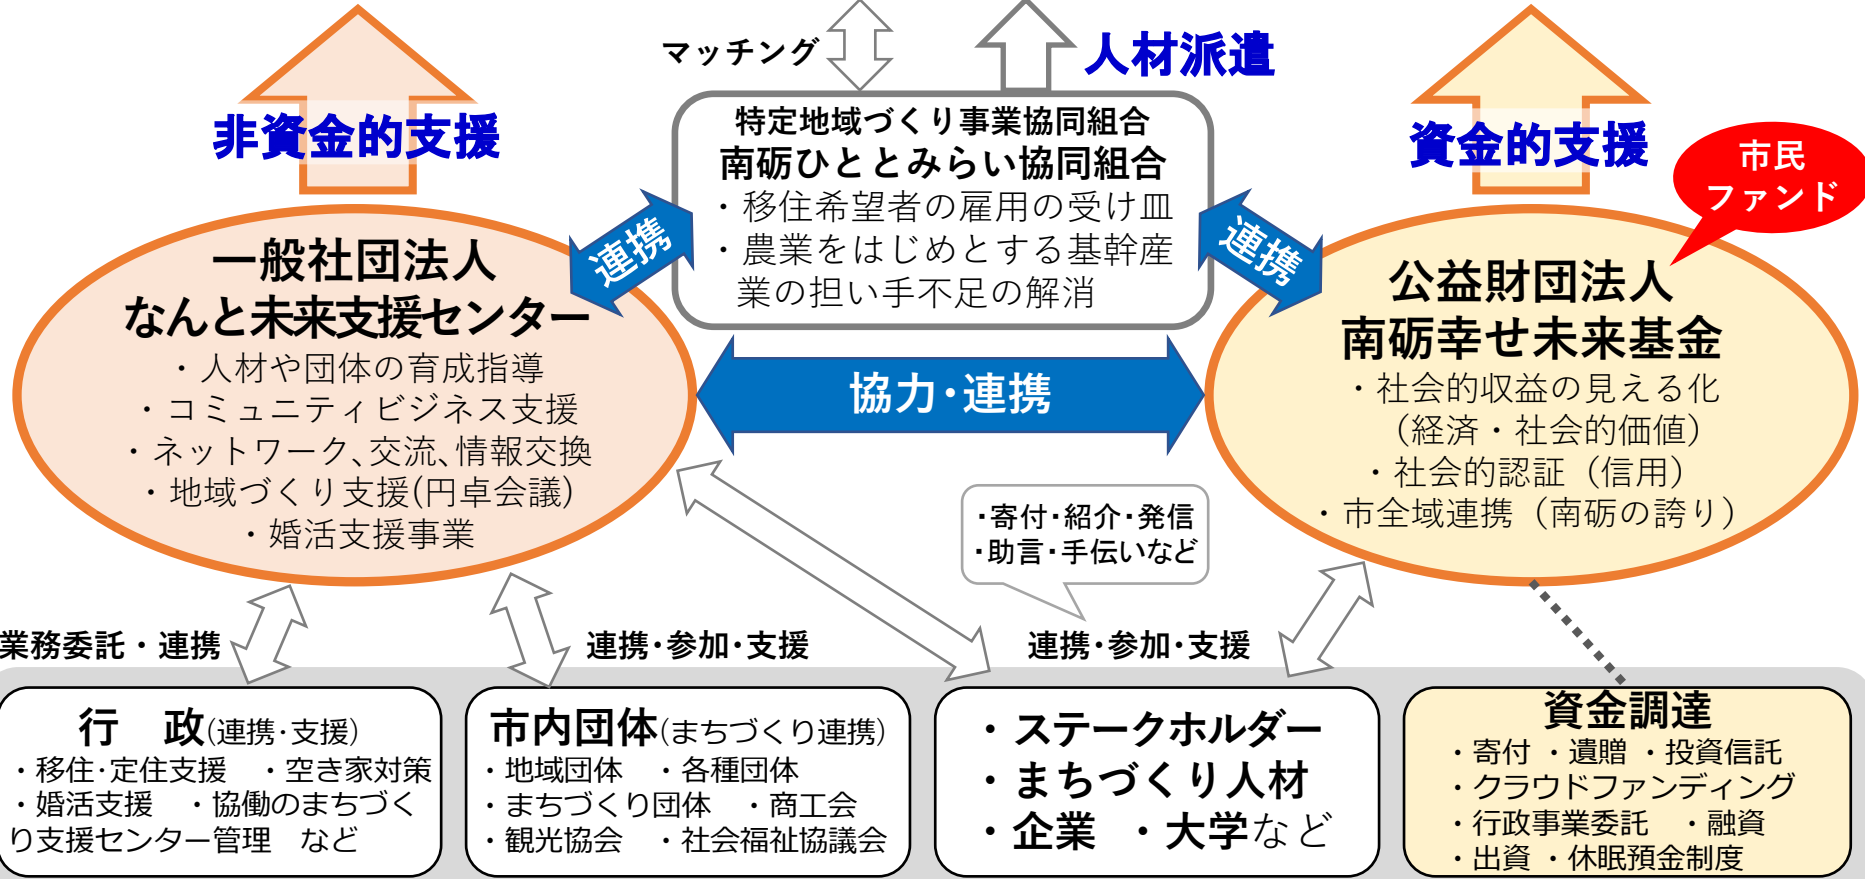 マッチング
人材派遣
非資金的支援
資金的支援
市民
ファンド
特定地域づくり事業協同組合
南砺ひととみらい協同組合
・移住希望者の雇用の受け皿
・農業をはじめとする基幹産
業の担い手不足の解消
連携
連携
一般社団法人
なんと未来支援センター
・人材や団体の育成指導
・コミュニティビジネス支援
・ネットワーク、交流、情報交換
・地域づくり支援(円卓会議)
・婚活支援事業
協力・連携
公益財団法人
南砺幸せ未来基金
・社会的収益の見える化
（経済・社会的価値）
・社会的認証（信用）
・市全域連携（南砺の誇り）
・寄付・紹介・発信
・助言・手伝いなど
業務委託・連携
連携・参加・支援
連携・参加・支援
行　政(連携・支援)
・移住・定住支援　・空き家対策
・婚活支援　・協働のまちづく
り支援センター管理　など
市内団体(まちづくり連携)
・地域団体　・各種団体
・まちづくり団体　・商工会
・観光協会　・社会福祉協議会
・ステークホルダー
・まちづくり人材
・企業　・大学など
資金調達
・寄付 ・遺贈 ・投資信託
・クラウドファンディング
・行政事業委託　・融資
・出資 ・休眠預金制度